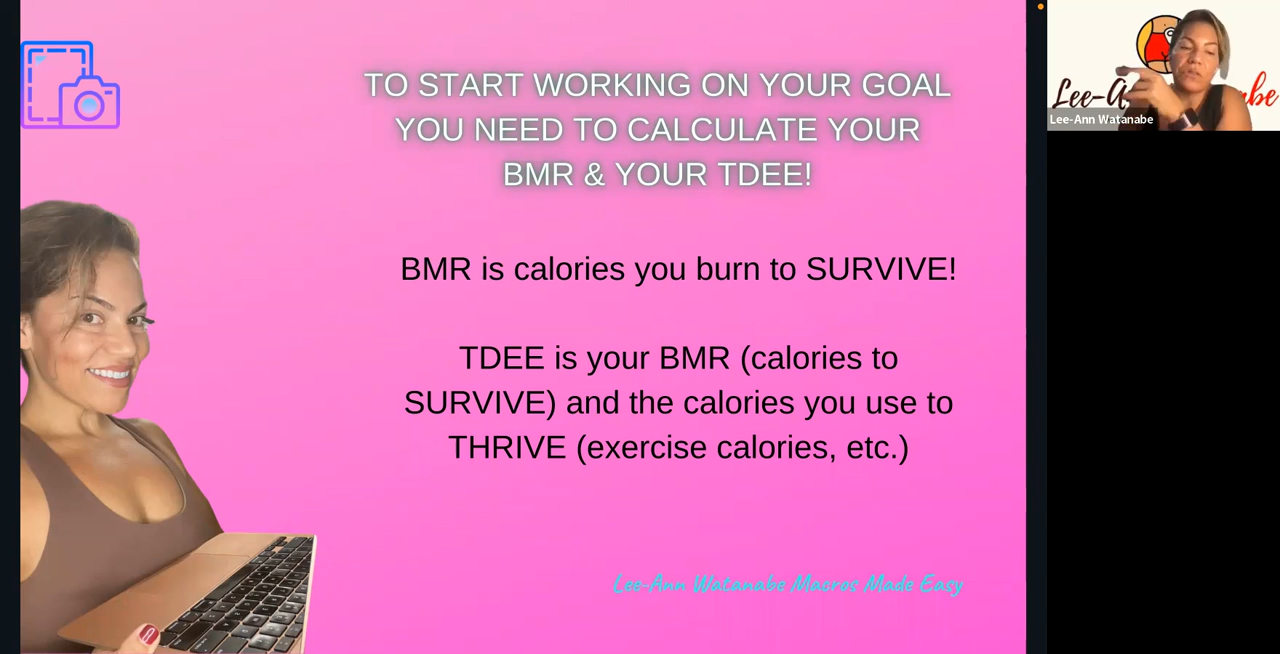 TO START WORKING ON YOUR GOAL
YOU NEED TO CALCULATE YOUR
BMR & YOUR TDEE!
BMR is calories you burn to SURVIVE!
TDEE is your BMR (calories to
SURVIVE) and the calories you use to
THRIVE (exercise calories, etc.)
Lee-Ann Watanabe Macros Made Easy
Lee-Ann Watanabe